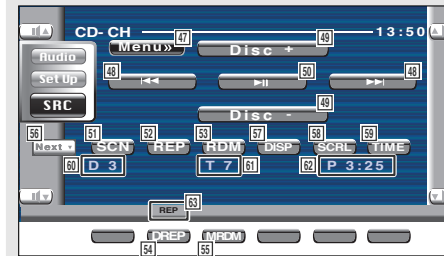 CD-CH 13:50
Menu» 47 Disc + 49
Audio
48 50 48
Set Up
49
SRC Disc -
56 51 52 53 57 58 59
Next SCN REP RDM DISP SCRL TIME
60 D 3 T 7 61 62 P 3:25
REP 63
DREP MRDM
54 55